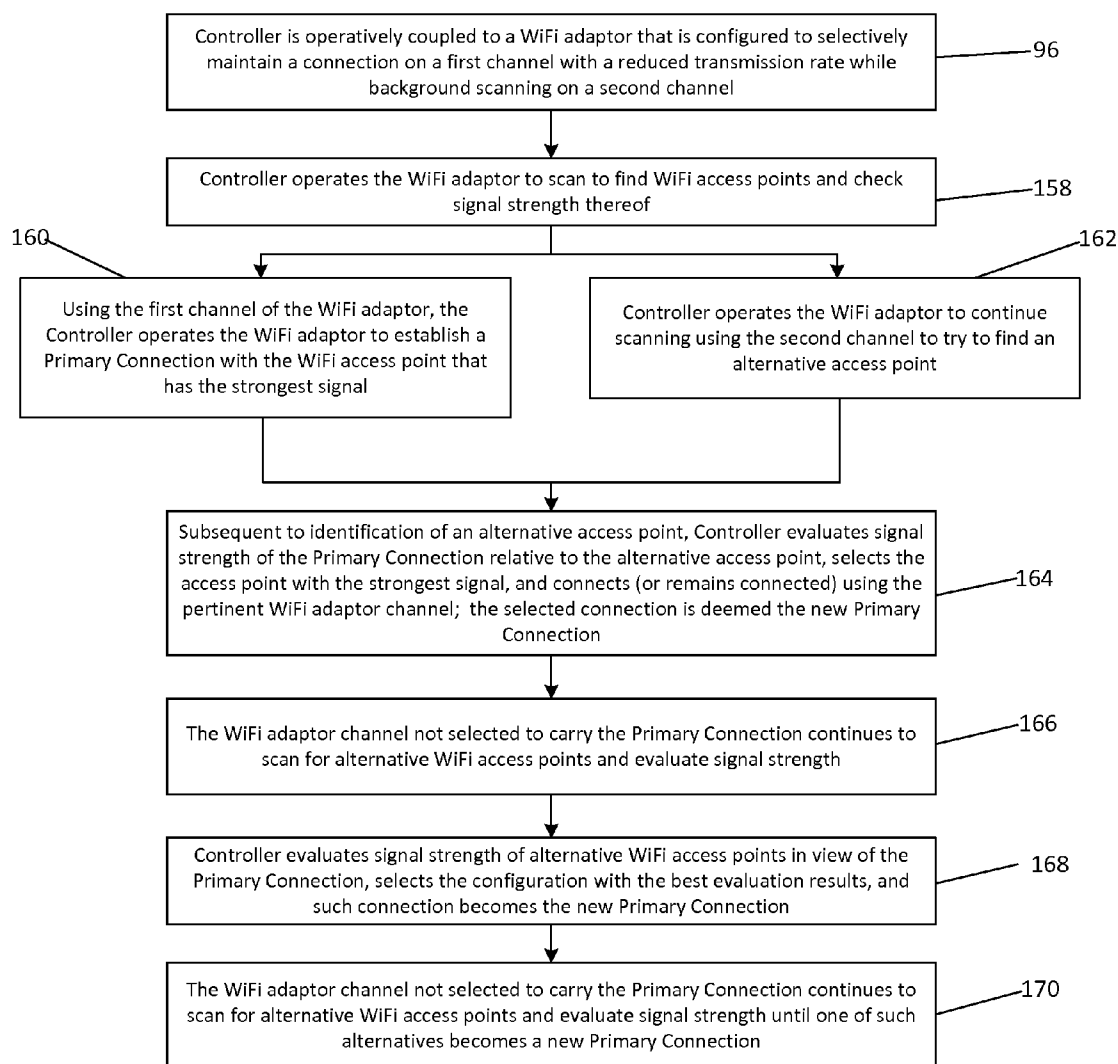 Controller is operatively coupled to a WiFi adaptor that is configured to selectively
maintain a connection on a first channel with a reduced transmission rate while
background scanning on a second channel
96
Controller operates the WiFi adaptor to scan to find WiFi access points and check
signal strength thereof
158
160
Using the first channel of the WiFi adaptor, the
Controller operates the WiFi adaptor to establish a
Primary Connection with the WiFi access point that
has the strongest signal
162
Controller operates the WiFi adaptor to continue
scanning using the second channel to try to find an
alternative access point
Subsequent to identification of an alternative access point, Controller evaluates signal
strength of the Primary Connection relative to the alternative access point, selects the
access point with the strongest signal, and connects (or remains connected) using the
pertinent WiFi adaptor channel; the selected connection is deemed the new Primary
Connection
164
The WiFi adaptor channel not selected to carry the Primary Connection continues to
scan for alternative WiFi access points and evaluate signal strength
166
Controller evaluates signal strength of alternative WiFi access points in view of the
Primary Connection, selects the configuration with the best evaluation results, and
such connection becomes the new Primary Connection
168
The WiFi adaptor channel not selected to carry the Primary Connection continues to
scan for alternative WiFi access points and evaluate signal strength until one of such
alternatives becomes a new Primary Connection
170